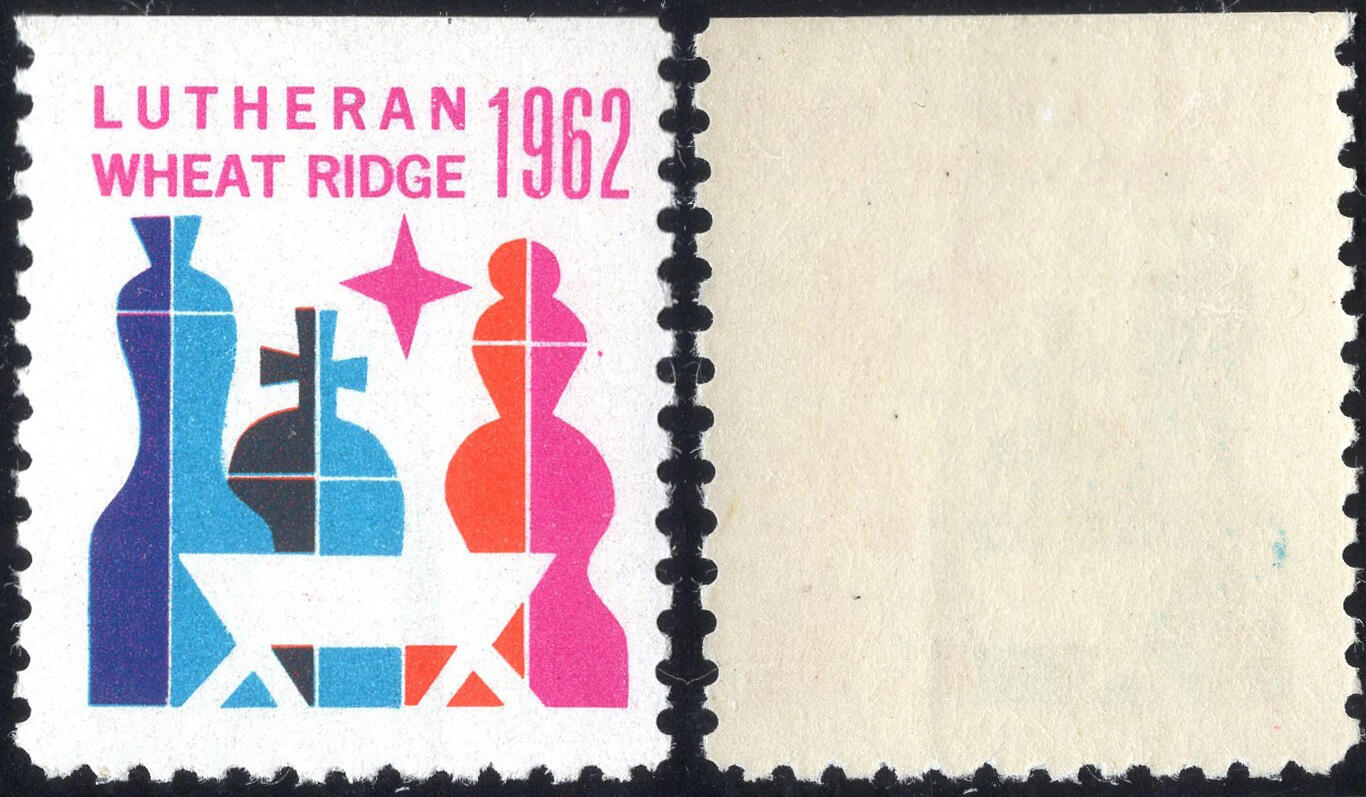 LUTHERAN 1962
WHEAT RIDGE